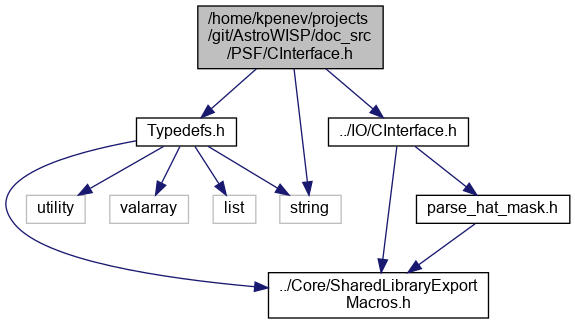 /home/kpenev/projects
/git/AstroWISP/doc_src
/PSF/CInterface.h
Typedefs.h
../IO/CInterface.h
utility
valarray
list
string
parse_hat_mask.h
../Core/SharedLibraryExport
Macros.h